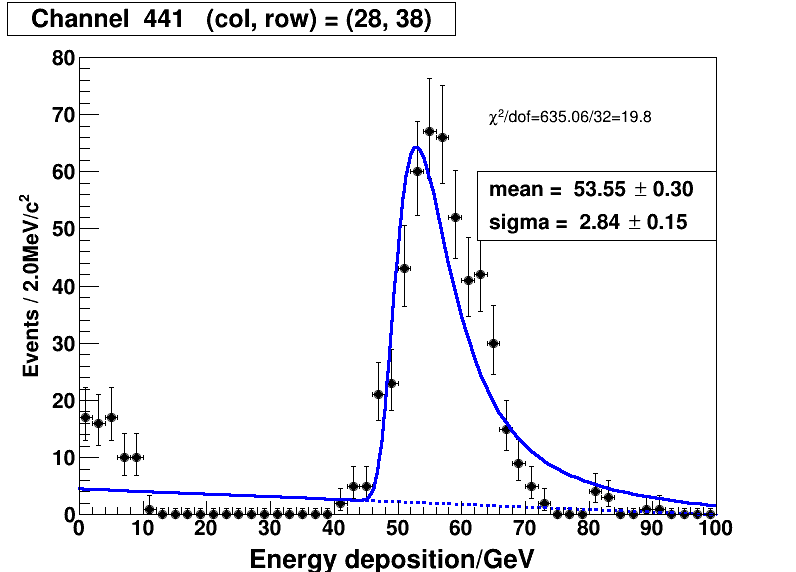 Channel 441 (col, row) = (28, 38)
80
70
60
50
40
30
20
10
0
Events / 2.0MeV/c²
χ²/dof=635.06/32=19.8
mean = 53.55 ± 0.30
sigma = 2.84 ± 0.15
0 10 20 30 40 50 60 70 80 90 100
Energy deposition/GeV